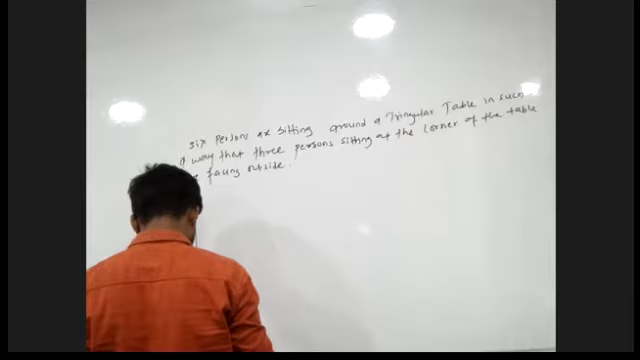 Six Persons are sitting around a Triangular Table in such
a way that three persons sitting at the corner of the table
facing outside.